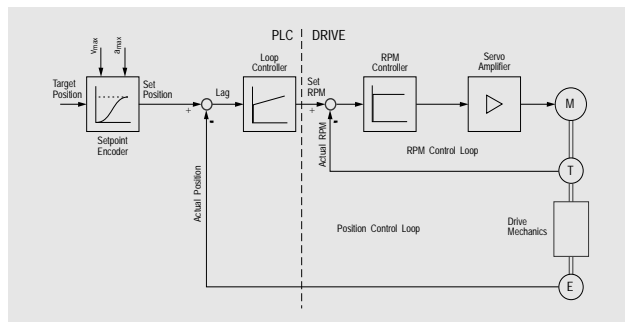 PLC DRIVE
vmax
amax
Target
Position
Set
Position
Setpoint
Encoder
+
-
Lag
Loop
Controller
Set
RPM
+
-
RPM
Controller
Servo
Amplifier
M
Actual RPM
RPM Control Loop
T
Actual Position
Position Control Loop
Drive
Mechanics
E